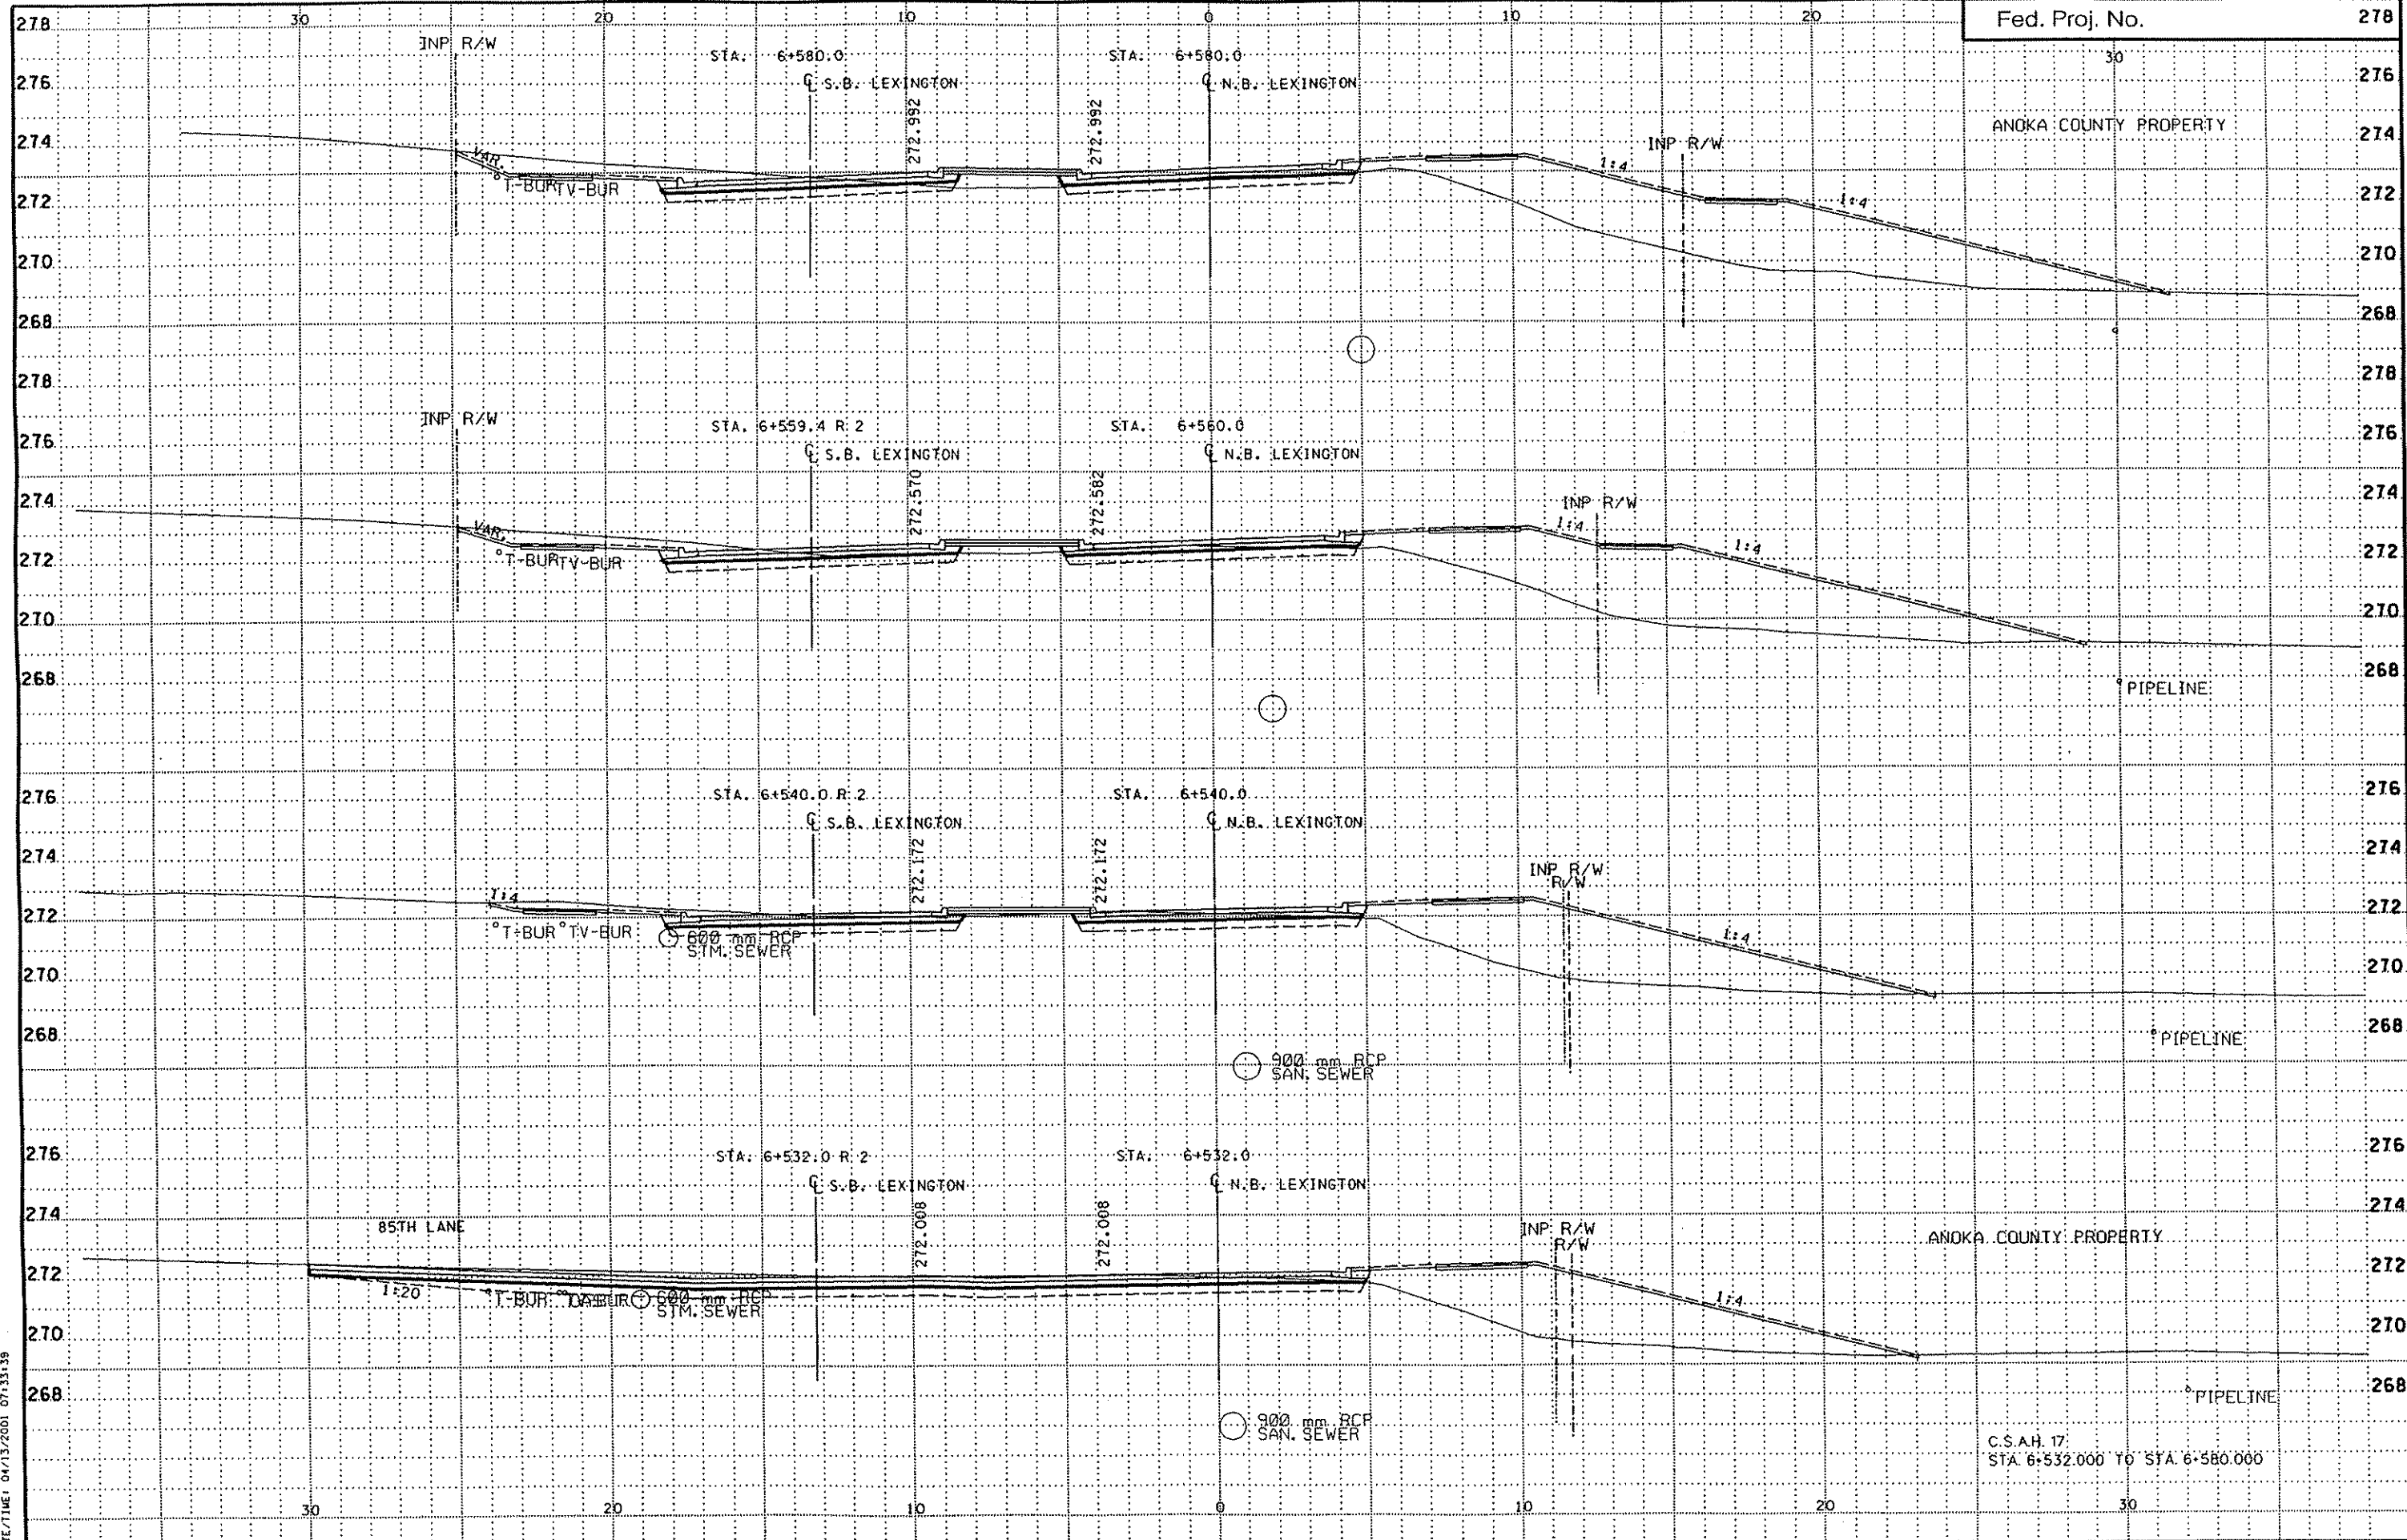 30 20 10 0 10 20
Fed. Proj. No.
278 278
30
INP R/W
STA. 6+580.0 STA. 6+580.0
276 ℄ S.B. LEXINGTON ℄ N.B. LEXINGTON 276
272.992 272.992
ANOKA COUNTY PROPERTY
274 INP R/W 274
VAR. 1:4
°T-BUR TV-BUR
272 1:4 272
270 270
268 268
278 278
INP R/W STA. 6+559.4 R 2 STA. 6+560.0
276 276
℄ S.B. LEXINGTON ℄ N.B. LEXINGTON
272.570 272.582
274 INP R/W 274
VAR. 1:4
1:4
272 °T-BUR TV-BUR 272
270 270
268 268
°PIPELINE
276 STA. 6+540.0 R 2 STA. 6+540.0 276
℄ S.B. LEXINGTON ℄ N.B. LEXINGTON
272.172 272.172
274 274
INP R/W
R/W
1:4
272 272
°T-BUR °TV-BUR 1:4
600 mm RCP
STM. SEWER
270 270
268 268
°PIPELINE
900 mm RCP
SAN. SEWER
276 STA. 6+532.0 R 2 STA. 6+532.0 276
℄ S.B. LEXINGTON ℄ N.B. LEXINGTON
272.008 272.008
274 274
85TH LANE INP R/W
R/W
ANOKA COUNTY PROPERTY
272 272
1:20 °T-BUR 600 mm RCP 1:4
STM. SEWER
270 270
268 268
°PIPELINE
900 mm RCP
SAN. SEWER
C.S.A.H. 17
STA. 6+532.000 TO STA. 6+580.000
30 20 10 0 10 20 30
04/13/2001 07:33:39